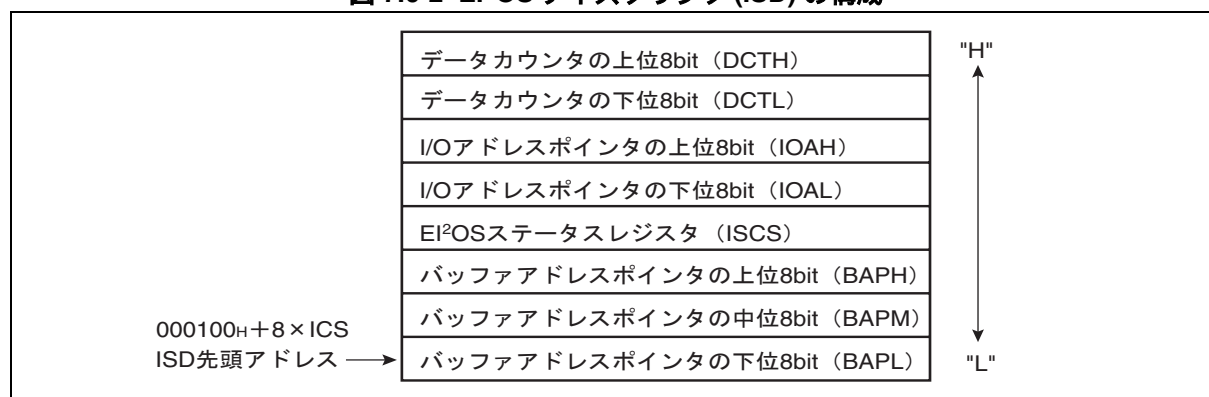 データカウンタの上位8bit（DCTH）
"H"
データカウンタの下位8bit（DCTL）
I/Oアドレスポインタの上位8bit（IOAH）
I/Oアドレスポインタの下位8bit（IOAL）
EI²OSステータスレジスタ（ISCS）
バッファアドレスポインタの上位8bit（BAPH）
000100H＋8×ICS
バッファアドレスポインタの中位8bit（BAPM）
ISD先頭アドレス
バッファアドレスポインタの下位8bit（BAPL）
"L"